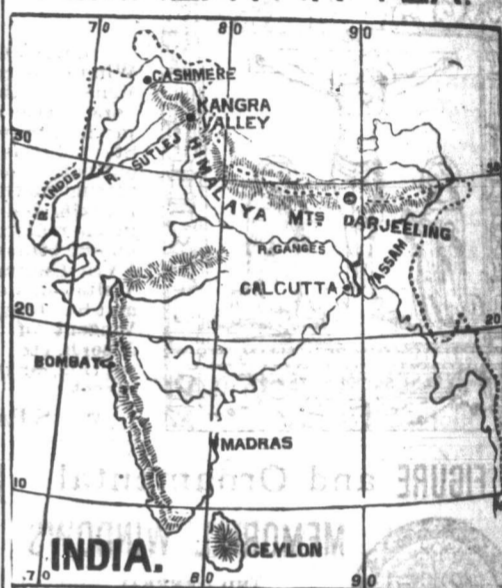 70 80 90
CASHMERE
KANGRA
VALLEY
30 30
R. SUTLEJ
R. INDUS
HIMALAYA MTS
DARJEELING
R. GANGES
ASSAM
CALCUTTA
20 20
BOMBAY
MADRAS
10
CEYLON
INDIA.
70 80 90